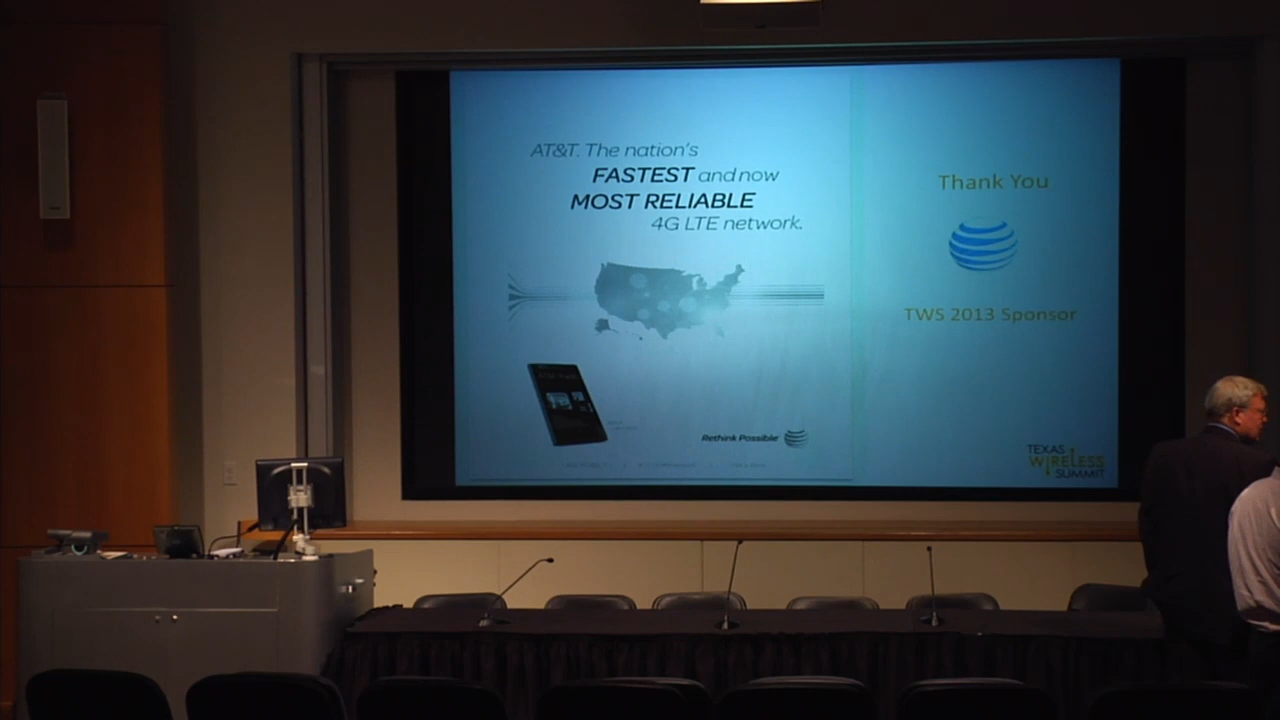 AT&T. The nation's
FASTEST and now
MOST RELIABLE
4G LTE network.
Rethink Possible
Thank You
TWS 2013 Sponsor
TEXAS
WIRELESS
SUMMIT